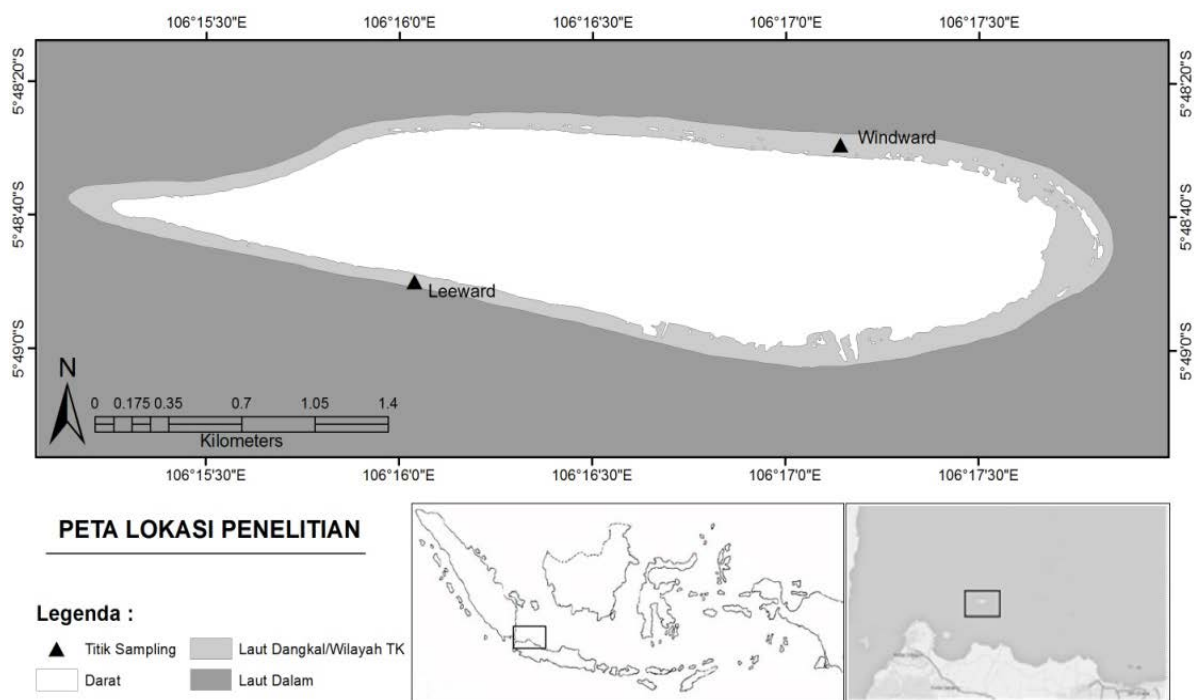 106°15'30"E 106°16'0"E 106°16'30"E 106°17'0"E 106°17'30"E
5°48'20"S 5°48'20"S
Windward
5°48'40"S 5°48'40"S
Leeward
5°49'0"S 5°49'0"S
N
0 0.175 0.35 0.7 1.05 1.4
Kilometers
106°15'30"E 106°16'0"E 106°16'30"E 106°17'0"E 106°17'30"E
PETA LOKASI PENELITIAN
Legenda :
Titik Sampling Laut Dangkal/Wilayah TK
Darat Laut Dalam